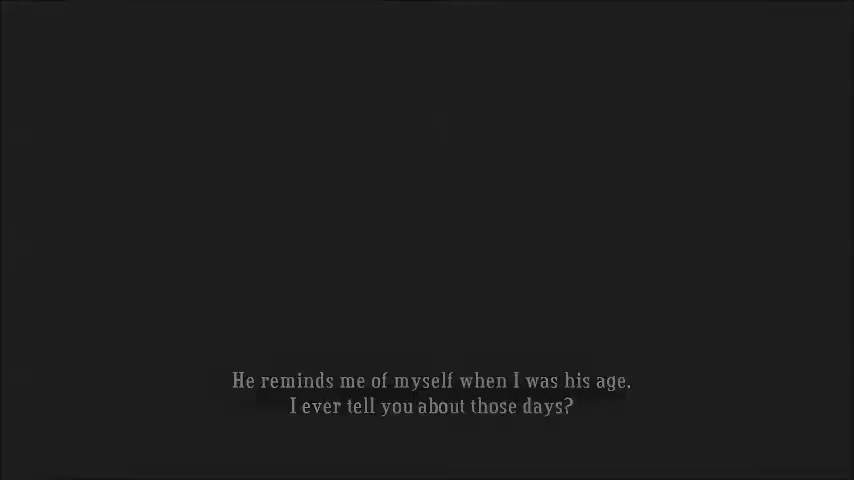 He reminds me of myself when I was his age.
I ever tell you about those days?